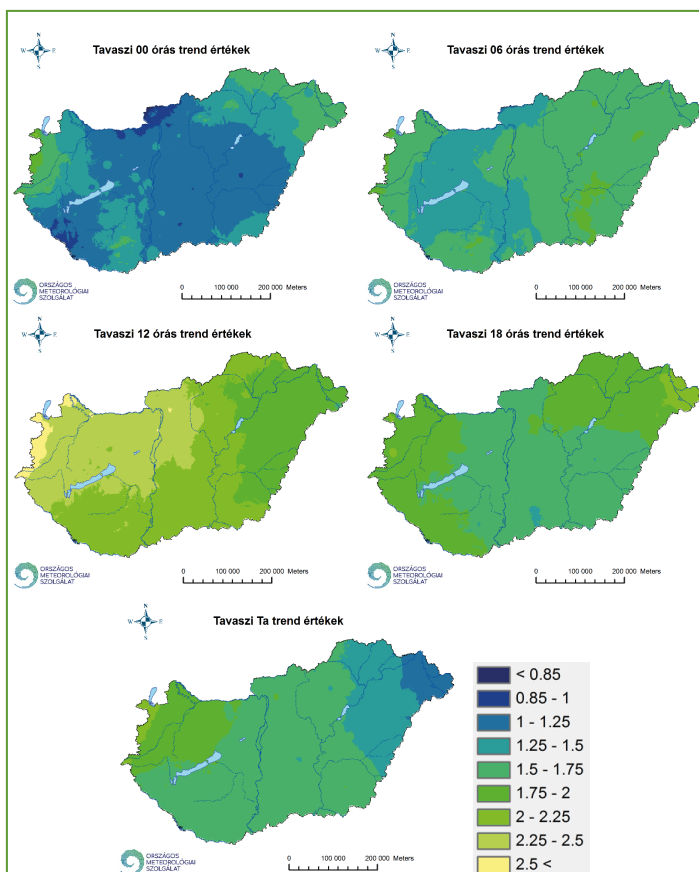 N
W E
S
Tavaszi 00 órás trend értékek
ORSZÁGOS
METEOROLÓGIAI
SZOLGÁLAT
0 100 000 200 000 Meters
N
W E
S
Tavaszi 06 órás trend értékek
ORSZÁGOS
METEOROLÓGIAI
SZOLGÁLAT
0 100 000 200 000 Meters
N
W E
S
Tavaszi 12 órás trend értékek
ORSZÁGOS
METEOROLÓGIAI
SZOLGÁLAT
0 100 000 200 000 Meters
N
W E
S
Tavaszi 18 órás trend értékek
ORSZÁGOS
METEOROLÓGIAI
SZOLGÁLAT
0 100 000 200 000 Meters
N
W E
S
Tavaszi Ta trend értékek
ORSZÁGOS
METEOROLÓGIAI
SZOLGÁLAT
0 100 000 200 000 Meters
< 0.85
0.85 - 1
1 - 1.25
1.25 - 1.5
1.5 - 1.75
1.75 - 2
2 - 2.25
2.25 - 2.5
2.5 <